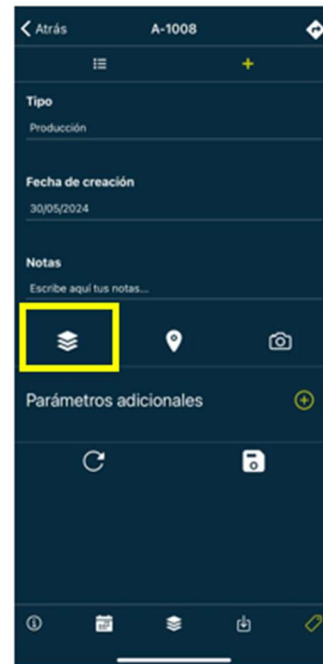 Atrás A-1008
Tipo
Producción
Fecha de creación
30/05/2024
Notas
Escribe aquí tus notas...
Parámetros adicionales